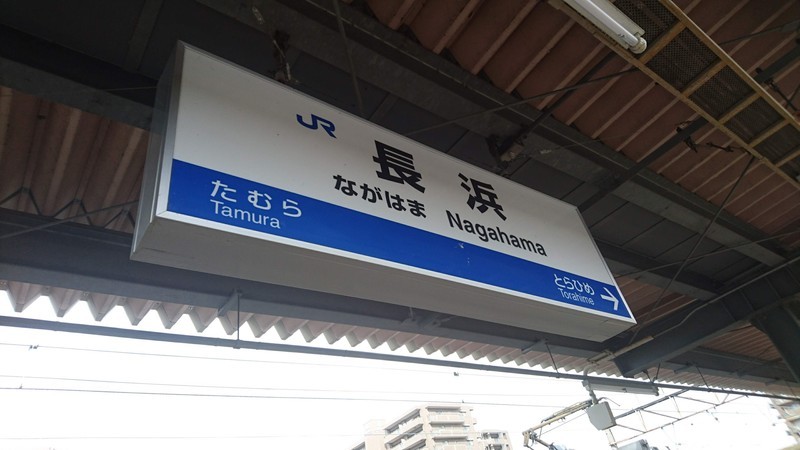 JR
長浜
ながはま Nagahama
たむら
Tamura
とらひめ
Torahime